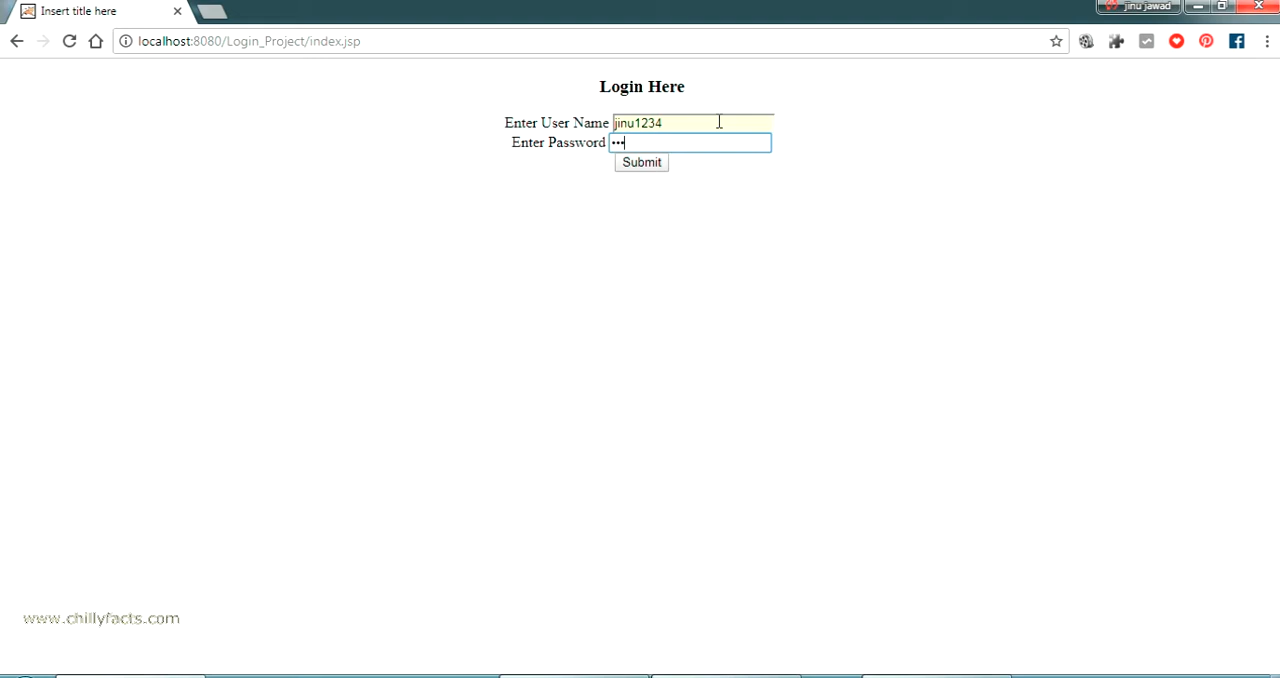 Insert title here
jinu jawad
localhost:8080/Login_Project/index.jsp
Login Here
Enter User Name jinu1234
Enter Password •••
Submit
www.chillyfacts.com